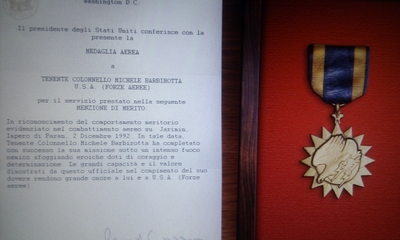 Washington D.C.
Il presidente degli Stati Uniti conferisce con la
presente la
MEDAGLIA AEREA
a
TERENTE COLONNELLO MICHELE BARBIROTTA
U S.A (FORZE AEREE)
per il servizio prestato nella seguente
MENZIONE DI MERITO.
In riconoscimento del comportamento meritorio
evidenziato nel combattimento aereo su
Impero di 2 Dicembre 1992. In tale data
Tenente Colonnello Michele Barbirotta ha completato
con successo la sua missione sotto un intenso fuoco
nemico sfoggiando eroiche doti di coraggio e
determinazione. Le grandi capacità e il valore
dimostrati da questo ufficiale nel compimento del suo
dovere rendono grande onore a lui e a U.S.A (Forze
aeree)